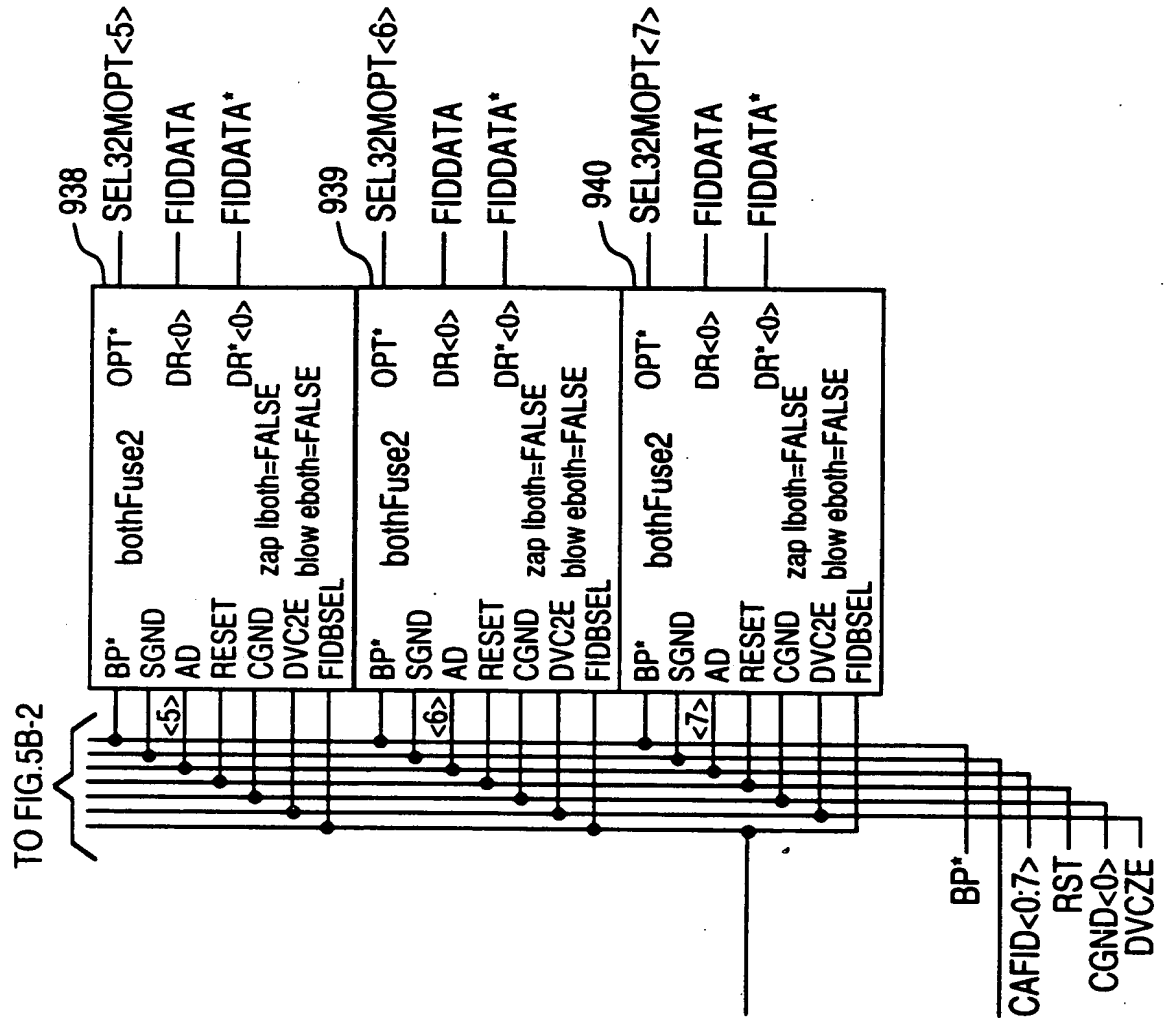 TO FIG.5B-2
938
BP*
OPT*
SEL32MOPT<5>
bothFuse2
SGND
<5>
AD
DR<0>
FIDDATA
RESET
DR*<0>
FIDDATA*
CGND
zap lboth=FALSE
DVC2E
blow eboth=FALSE
FIDBSEL
939
BP*
OPT*
SEL32MOPT<6>
bothFuse2
SGND
<6>
AD
DR<0>
FIDDATA
RESET
DR*<0>
FIDDATA*
CGND
zap lboth=FALSE
DVC2E
blow eboth=FALSE
FIDBSEL
940
BP*
OPT*
SEL32MOPT<7>
bothFuse2
SGND
<7>
AD
DR<0>
FIDDATA
RESET
DR*<0>
FIDDATA*
CGND
zap lboth=FALSE
DVC2E
blow eboth=FALSE
FIDBSEL
BP*
CAFID<0:7>
RST
CGND<0>
DVCZE